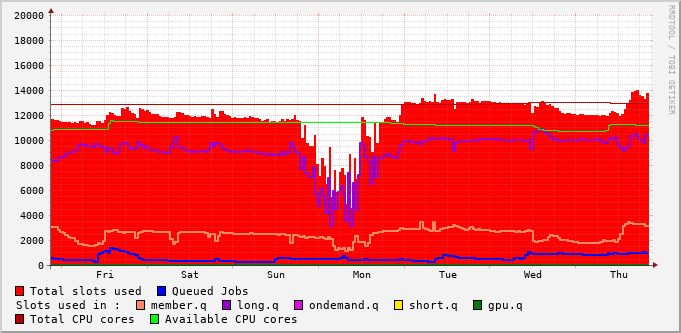 20000
18000
16000
14000
12000
10000
8000
6000
4000
2000
0
Fri Sat Sun Mon Tue Wed Thu
Total slots used Queued Jobs
Slots used in : member.q long.q ondemand.q short.q gpu.q
Total CPU cores Available CPU cores
RRDTOOL / TOBI OETIKER